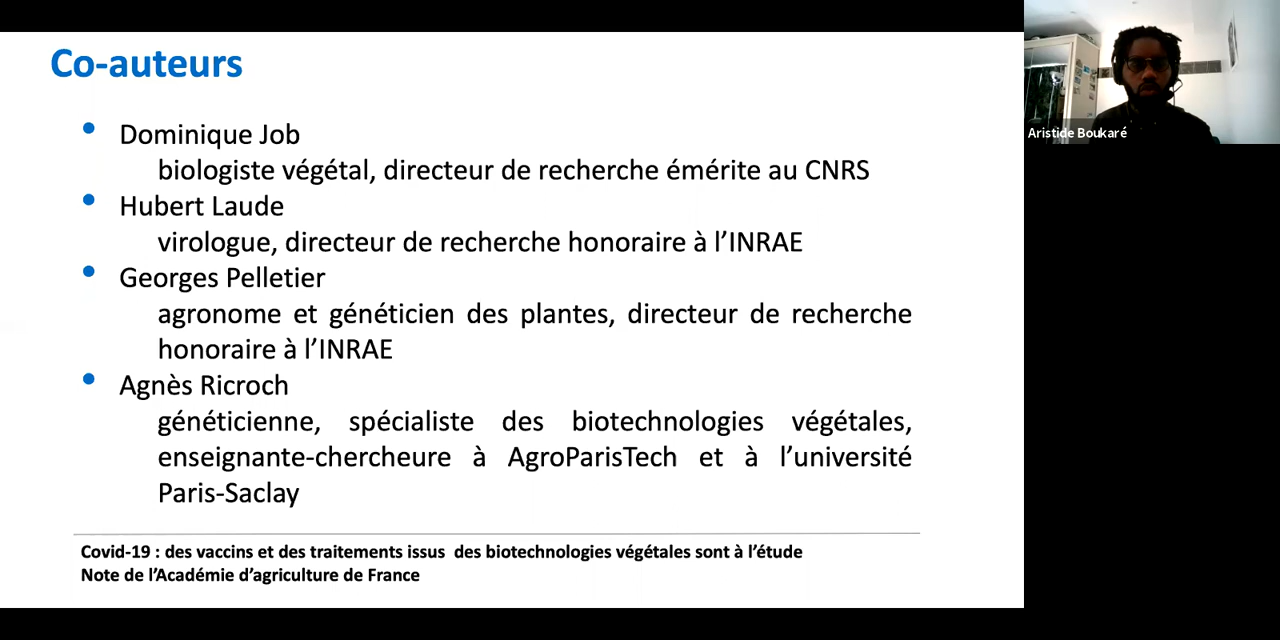 Co-auteurs
Dominique Job
biologiste végétal, directeur de recherche émérite au CNRS
Hubert Laude
virologue, directeur de recherche honoraire à l’INRAE
Georges Pelletier
agronome et généticien des plantes, directeur de recherche
honoraire à l’INRAE
Agnès Ricroch
généticienne, spécialiste des biotechnologies végétales,
enseignante-chercheure à AgroParisTech et à l’université
Paris-Saclay
Covid-19 : des vaccins et des traitements issus des biotechnologies végétales sont à l’étude
Note de l’Académie d’agriculture de France
Aristide Boukaré